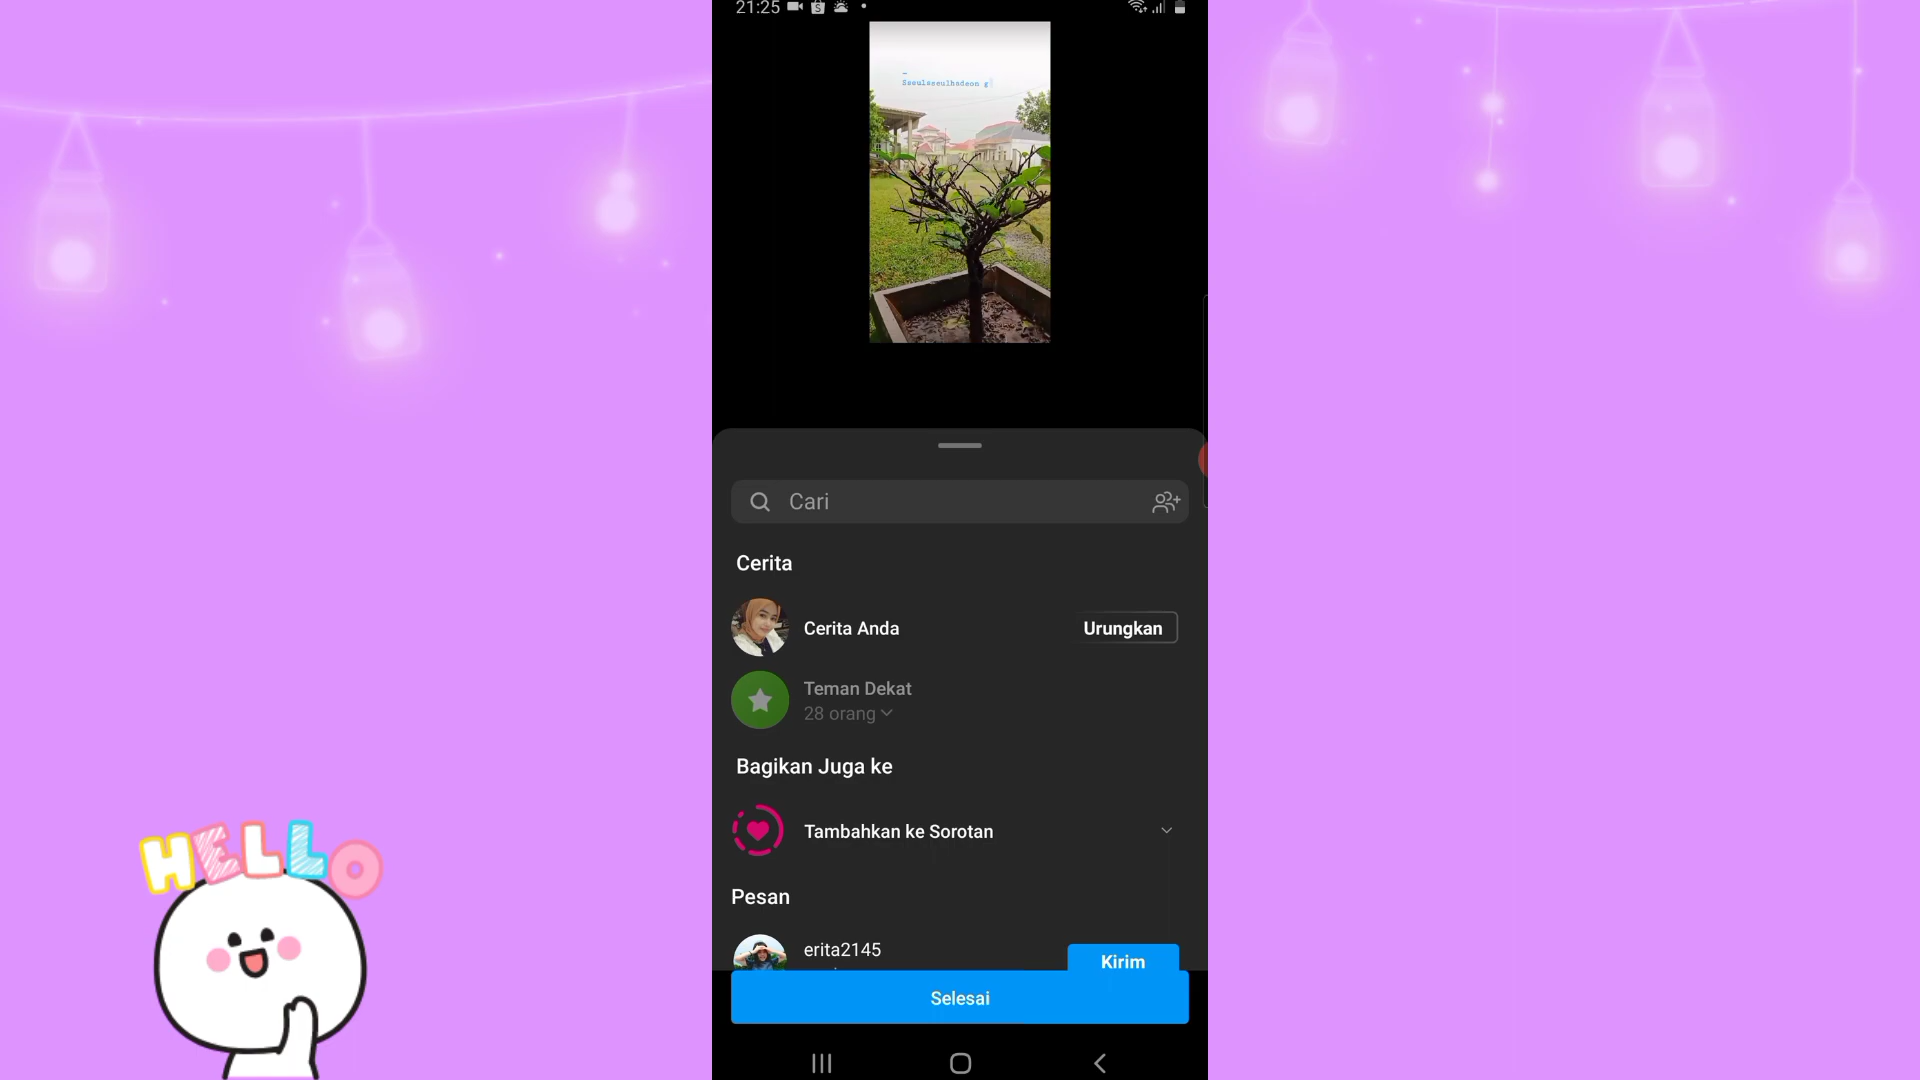 21:25
Sseulsseulhadeon g
Cari
Cerita
Cerita Anda
Urungkan
Teman Dekat
28 orang
Bagikan Juga ke
Tambahkan ke Sorotan
Pesan
erita2145
Kirim
Selesai
HELLO